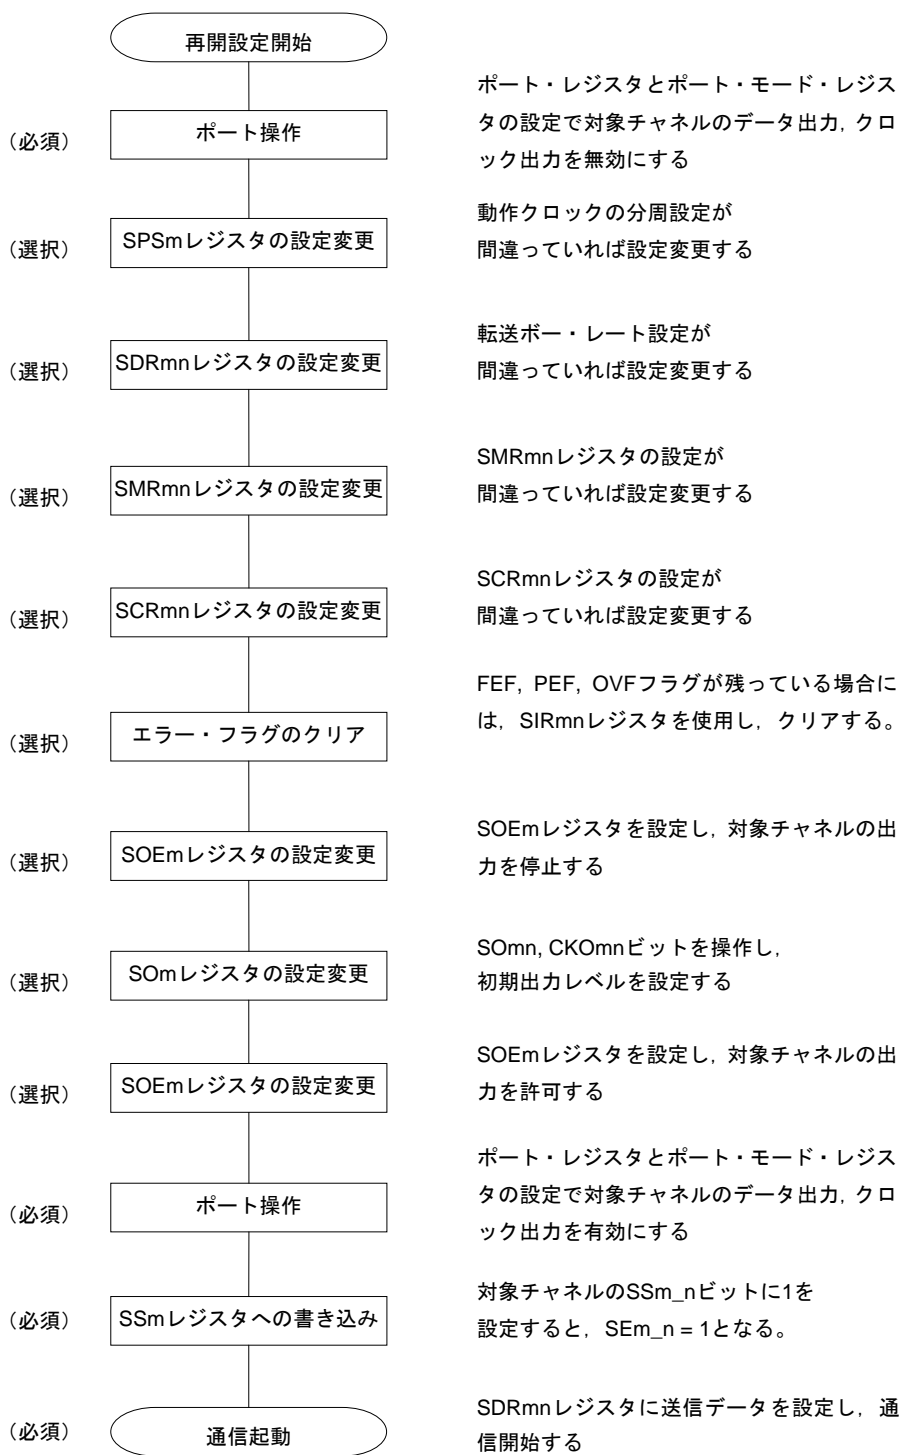 再開設定開始
（必須）
ポート操作
ポート・レジスタとポート・モード・レジス
タの設定で対象チャネルのデータ出力, クロ
ック出力を無効にする
（選択）
SPSmレジスタの設定変更
動作クロックの分周設定が
間違っていれば設定変更する
（選択）
SDRmnレジスタの設定変更
転送ボー・レート設定が
間違っていれば設定変更する
（選択）
SMRmnレジスタの設定変更
SMRmnレジスタの設定が
間違っていれば設定変更する
（選択）
SCRmnレジスタの設定変更
SCRmnレジスタの設定が
間違っていれば設定変更する
（選択）
エラー・フラグのクリア
FEF, PEF, OVFフラグが残っている場合に
は，SIRmnレジスタを使用し，クリアする。
（選択）
SOEmレジスタの設定変更
SOEmレジスタを設定し, 対象チャネルの出
力を停止する
（選択）
SOmレジスタの設定変更
SOmn, CKOmnビットを操作し,
初期出力レベルを設定する
（選択）
SOEmレジスタの設定変更
SOEmレジスタを設定し, 対象チャネルの出
力を許可する
（必須）
ポート操作
ポート・レジスタとポート・モード・レジス
タの設定で対象チャネルのデータ出力, クロ
ック出力を有効にする
（必須）
SSmレジスタへの書き込み
対象チャネルのSSm_nビットに1を
設定すると，SEm_n = 1となる。
（必須）
通信起動
SDRmnレジスタに送信データを設定し，通
信開始する